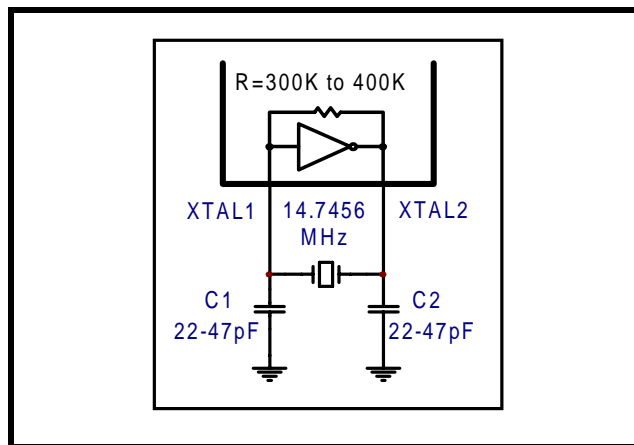 R=300K to 400K
XTAL1 14.7456 XTAL2
MHz
C1 C2
22-47pF 22-47pF